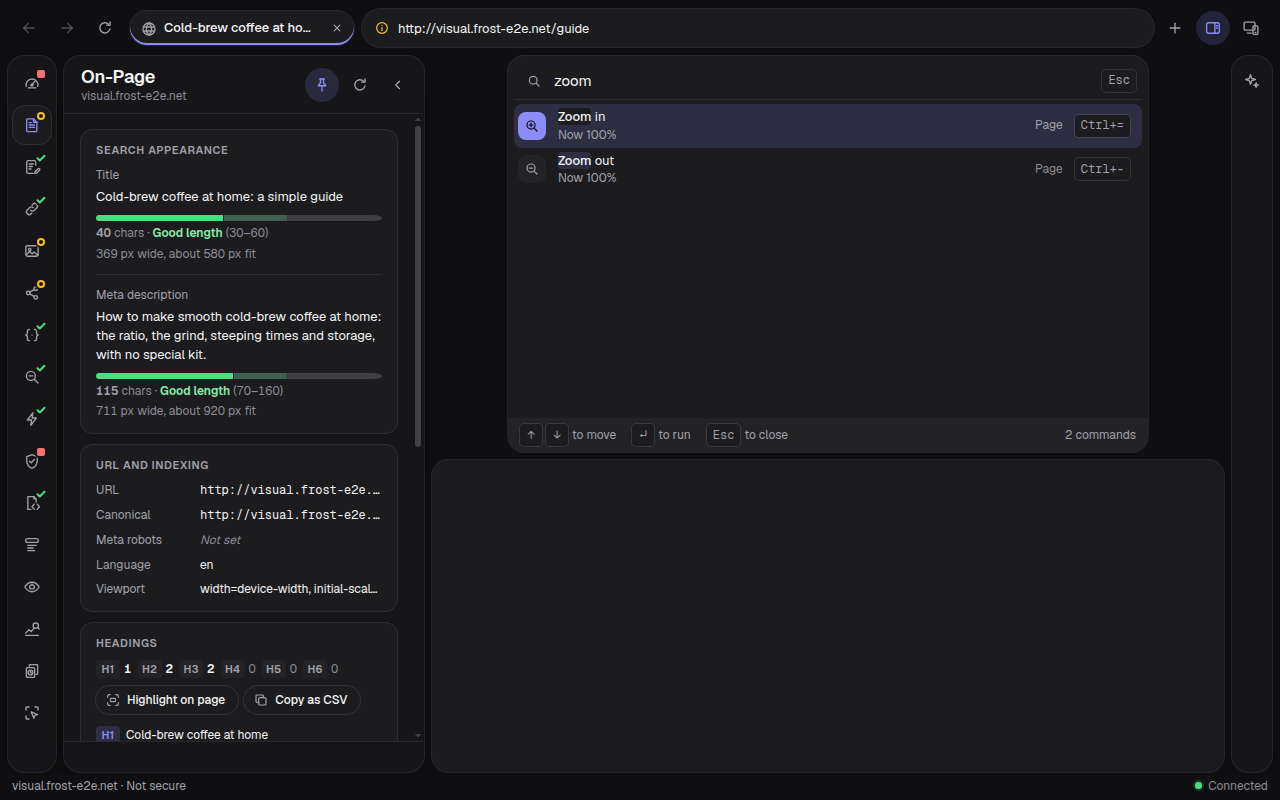 Cold-brew coffee at ho...
http://visual.frost-e2e.net/guide
On-Page
visual.frost-e2e.net
SEARCH APPEARANCE
Title
Cold-brew coffee at home: a simple guide
40 chars · Good length (30–60)
369 px wide, about 580 px fit
Meta description
How to make smooth cold-brew coffee at home:
the ratio, the grind, steeping times and storage,
with no special kit.
115 chars · Good length (70–160)
711 px wide, about 920 px fit
URL AND INDEXING
URL http://visual.frost-e2e.…
Canonical http://visual.frost-e2e.…
Meta robots Not set
Language en
Viewport width=device-width, initial-scal…
HEADINGS
H1 1 H2 2 H3 2 H4 0 H5 0 H6 0
Highlight on page Copy as CSV
H1 Cold-brew coffee at home
zoom Esc
Zoom in
Now 100%
Page Ctrl+=
Zoom out
Now 100%
Page Ctrl+-
↑ ↓ to move ↵ to run Esc to close 2 commands
visual.frost-e2e.net · Not secure
Connected